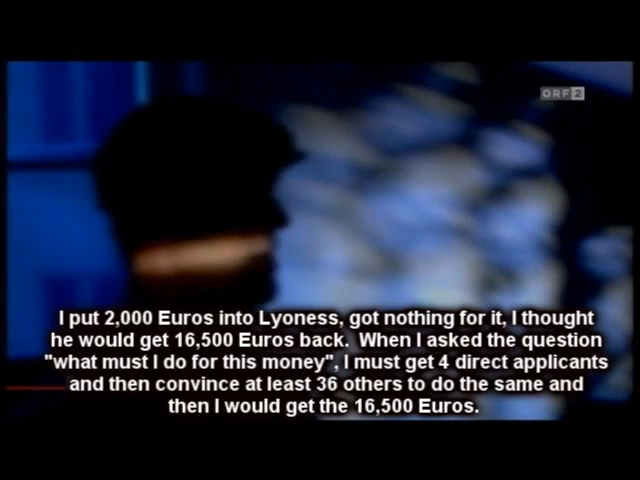 ORF 2
I put 2,000 Euros into Lyoness, got nothing for it, I thought
he would get 16,500 Euros back. When I asked the question
"what must I do for this money", I must get 4 direct applicants
and then convince at least 36 others to do the same and
then I would get the 16,500 Euros.